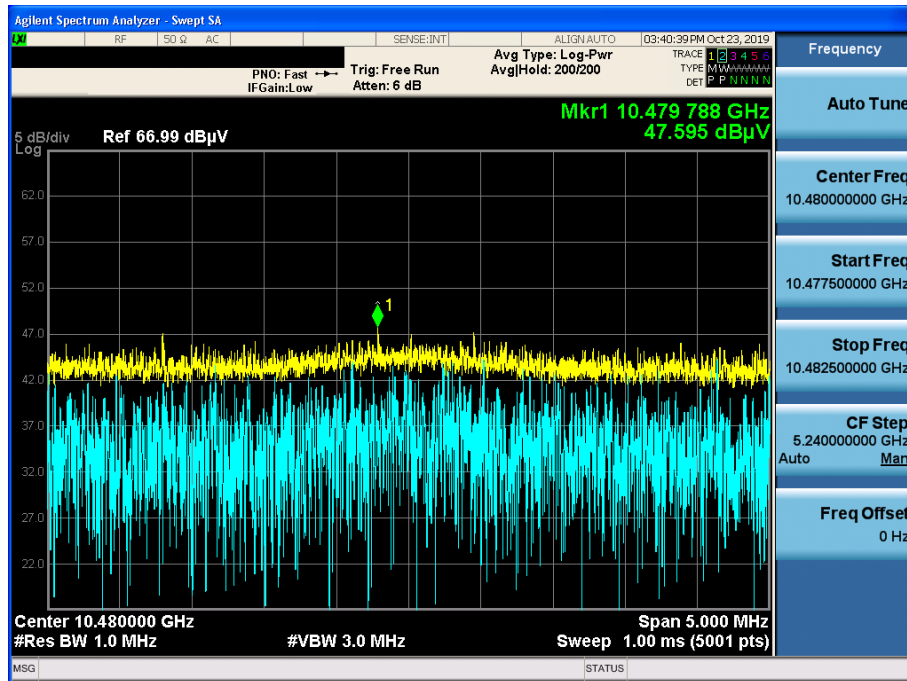 Agilent Spectrum Analyzer - Swept SA
LXI RF 50 Ω AC SENSE:INT ALIGN AUTO 03:40:39 PM Oct 23, 2019
PNO: Fast Trig: Free Run Avg Type: Log-Pwr TRACE 1 2 3 4 5 6
IFGain:Low Atten: 6 dB Avg|Hold: 200/200 TYPE M W W W W W
DET P P N N N N
Mkr1 10.479 788 GHz
47.595 dBµV
5 dB/div Ref 66.99 dBµV
Log
62.0
57.0
52.0
1
47.0
42.0
37.0
32.0
27.0
22.0
Center 10.480000 GHz Span 5.000 MHz
#Res BW 1.0 MHz #VBW 3.0 MHz Sweep 1.00 ms (5001 pts)
MSG STATUS
Frequency
Auto Tune
Center Freq
10.480000000 GHz
Start Freq
10.477500000 GHz
Stop Freq
10.482500000 GHz
CF Step
5.240000000 GHz
Auto Man
Freq Offset
0 Hz